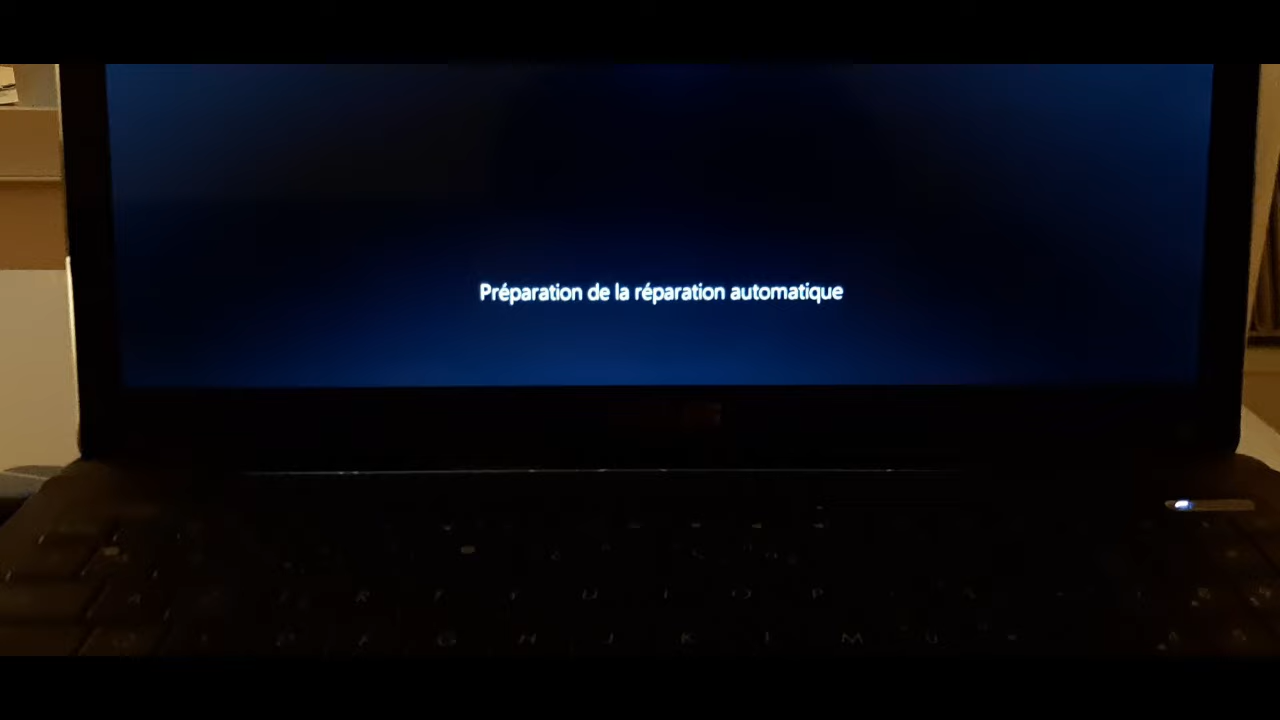 Préparation de la réparation automatique
R T Y U I O P
F G H J K L M